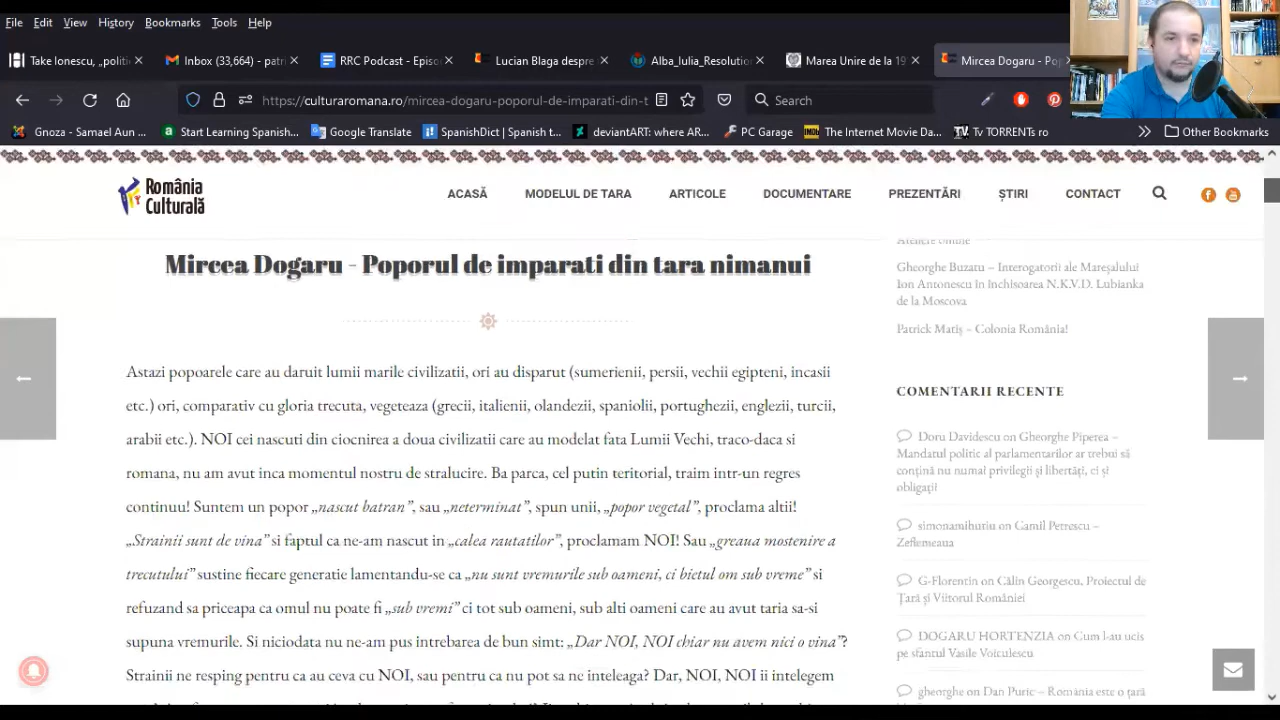 File Edit View History Bookmarks Tools Help
Take Ionescu, „politi
Inbox (33,664) - patri
RRC Podcast - Episo
Lucian Blaga despre
Alba_Iulia_Resolution
Marea Unire de la 19
Mircea Dogaru - Pop
https://culturaromana.ro/mircea-dogaru-poporul-de-imparati-din-t
Search
Gnoza - Samael Aun ...
Start Learning Spanish...
Google Translate
SpanishDict | Spanish t...
deviantART: where AR...
PC Garage
The Internet Movie Da...
Tv TORRENTs ro
Other Bookmarks
România
Culturală
ACASĂ MODELUL DE TARA ARTICOLE DOCUMENTARE PREZENTĂRI ȘTIRI CONTACT
Mircea Dogaru - Poporul de imparati din tara nimanui
Astazi popoarele care au daruit lumii marile civilizatii, ori au disparut (sumerienii, persii, vechii egipteni, incasii
etc.) ori, comparativ cu gloria trecuta, vegeteaza (grecii, italienii, olandezii, spaniolii, portughezii, englezii, turcii,
arabii etc.). NOI cei nascuti din ciocnirea a doua civilizatii care au modelat fata Lumii Vechi, traco-daca si
romana, nu am avut inca momentul nostru de stralucire. Ba parca, cel putin teritorial, traim intr-un regres
continuu! Suntem un popor „nascut batran”, sau „neterminat”, spun unii, „popor vegetal”, proclama altii!
„Strainii sunt de vina” si faptul ca ne-am nascut in „calea rautatilor”, proclamam NOI! Sau „greaua mostenire a
trecutului” sustine fiecare generatie lamentandu-se ca „nu sunt vremurile sub oameni, ci bietul om sub vreme” si
refuzand sa priceapa ca omul nu poate fi „sub vremi” ci tot sub oameni, sub alti oameni care au avut taria sa-si
supuna vremurile. Si niciodata nu ne-am pus intrebarea de bun simt: „Dar NOI, NOI chiar nu avem nici o vina”?
Strainii ne resping pentru ca au ceva cu NOI, sau pentru ca nu pot sa ne inteleaga? Dar, NOI, NOI ii intelegem
Ateliere online
Gheorghe Buzatu – Interogatorii ale Mareșalului
Ion Antonescu în închisoarea N.K.V.D. Lubianka
de la Moscova
Patrick Matiș – Colonia România!
COMENTARII RECENTE
Doru Davidescu on Gheorghe Piperea –
Mandatul politic al parlamentarilor ar trebui să
conțină nu numai privilegii și libertăți, ci și
obligații!
simonamihutiu on Camil Petrescu –
Zeflemeaua
G-Florentin on Călin Georgescu, Proiectul de
Țară și Viitorul României
DOGARU HORTENZIA on Cum l-au ucis
pe sfântul Vasile Voiculescu
gheorghe on Dan Puric – România este o țară